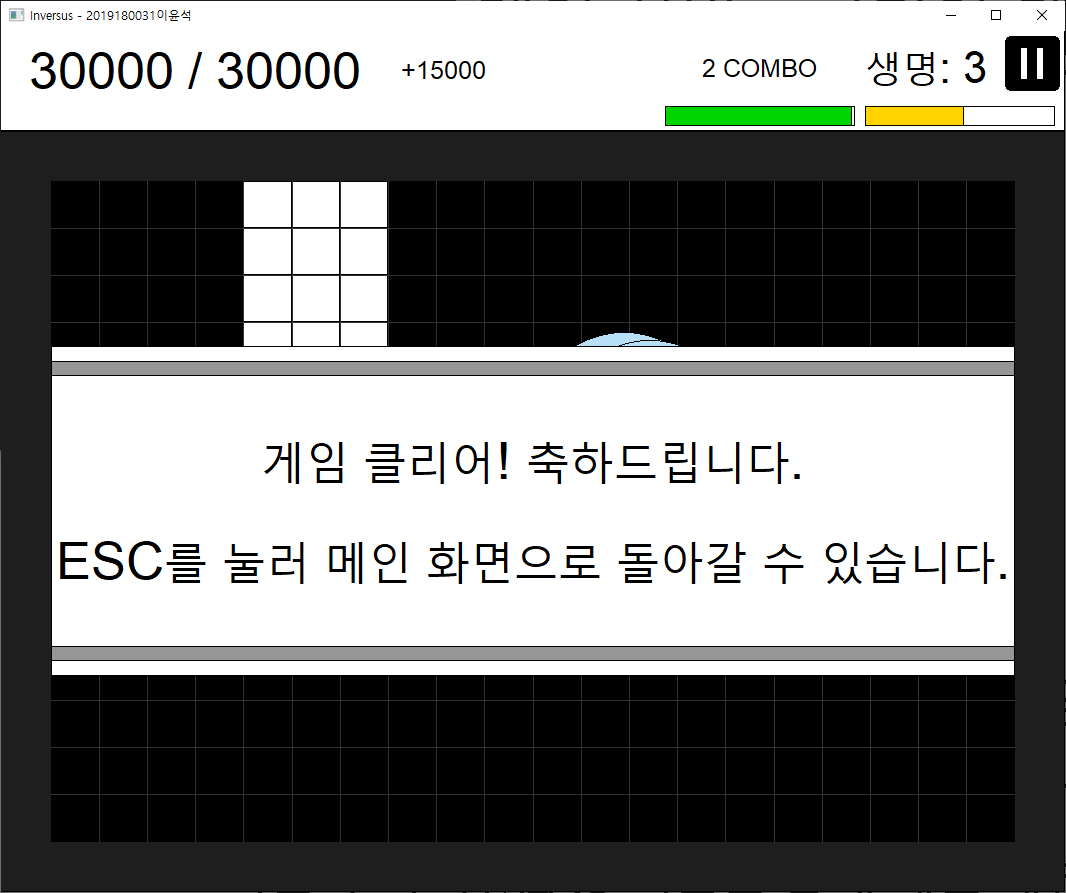 Inversus - 2019180031이윤석
30000 / 30000
+15000
2 COMBO
생명: 3
게임 클리어! 축하드립니다.
ESC를 눌러 메인 화면으로 돌아갈 수 있습니다.